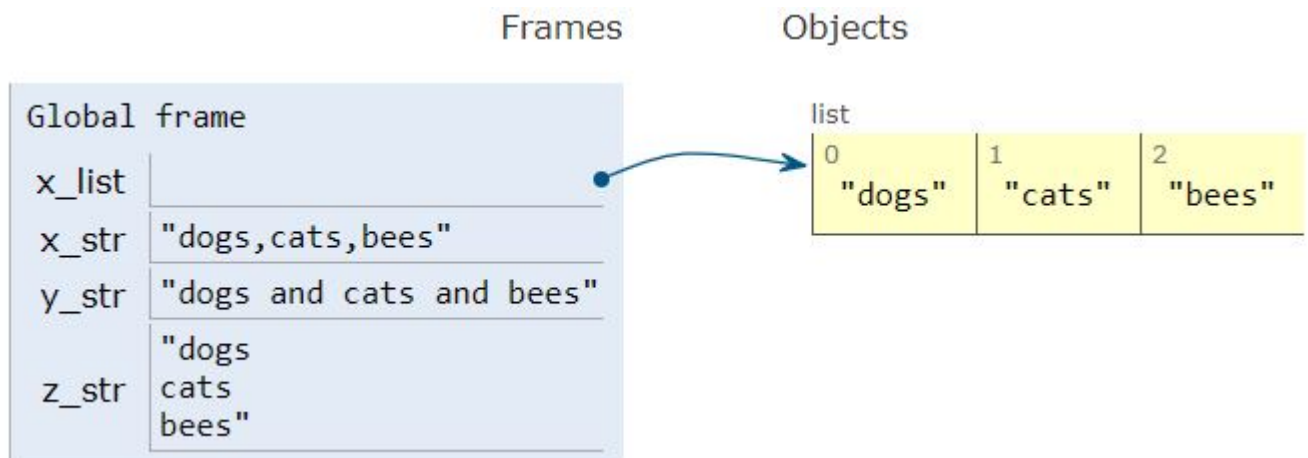 Frames Objects
Global frame
list
x_list
0 1 2
"dogs" "cats" "bees"
x_str "dogs,cats,bees"
y_str "dogs and cats and bees"
z_str "dogs
cats
bees"